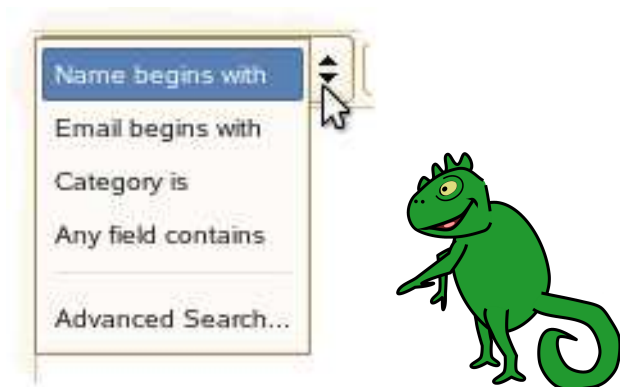 Name begins with
Email begins with
Category is
Any field contains
Advanced Search...